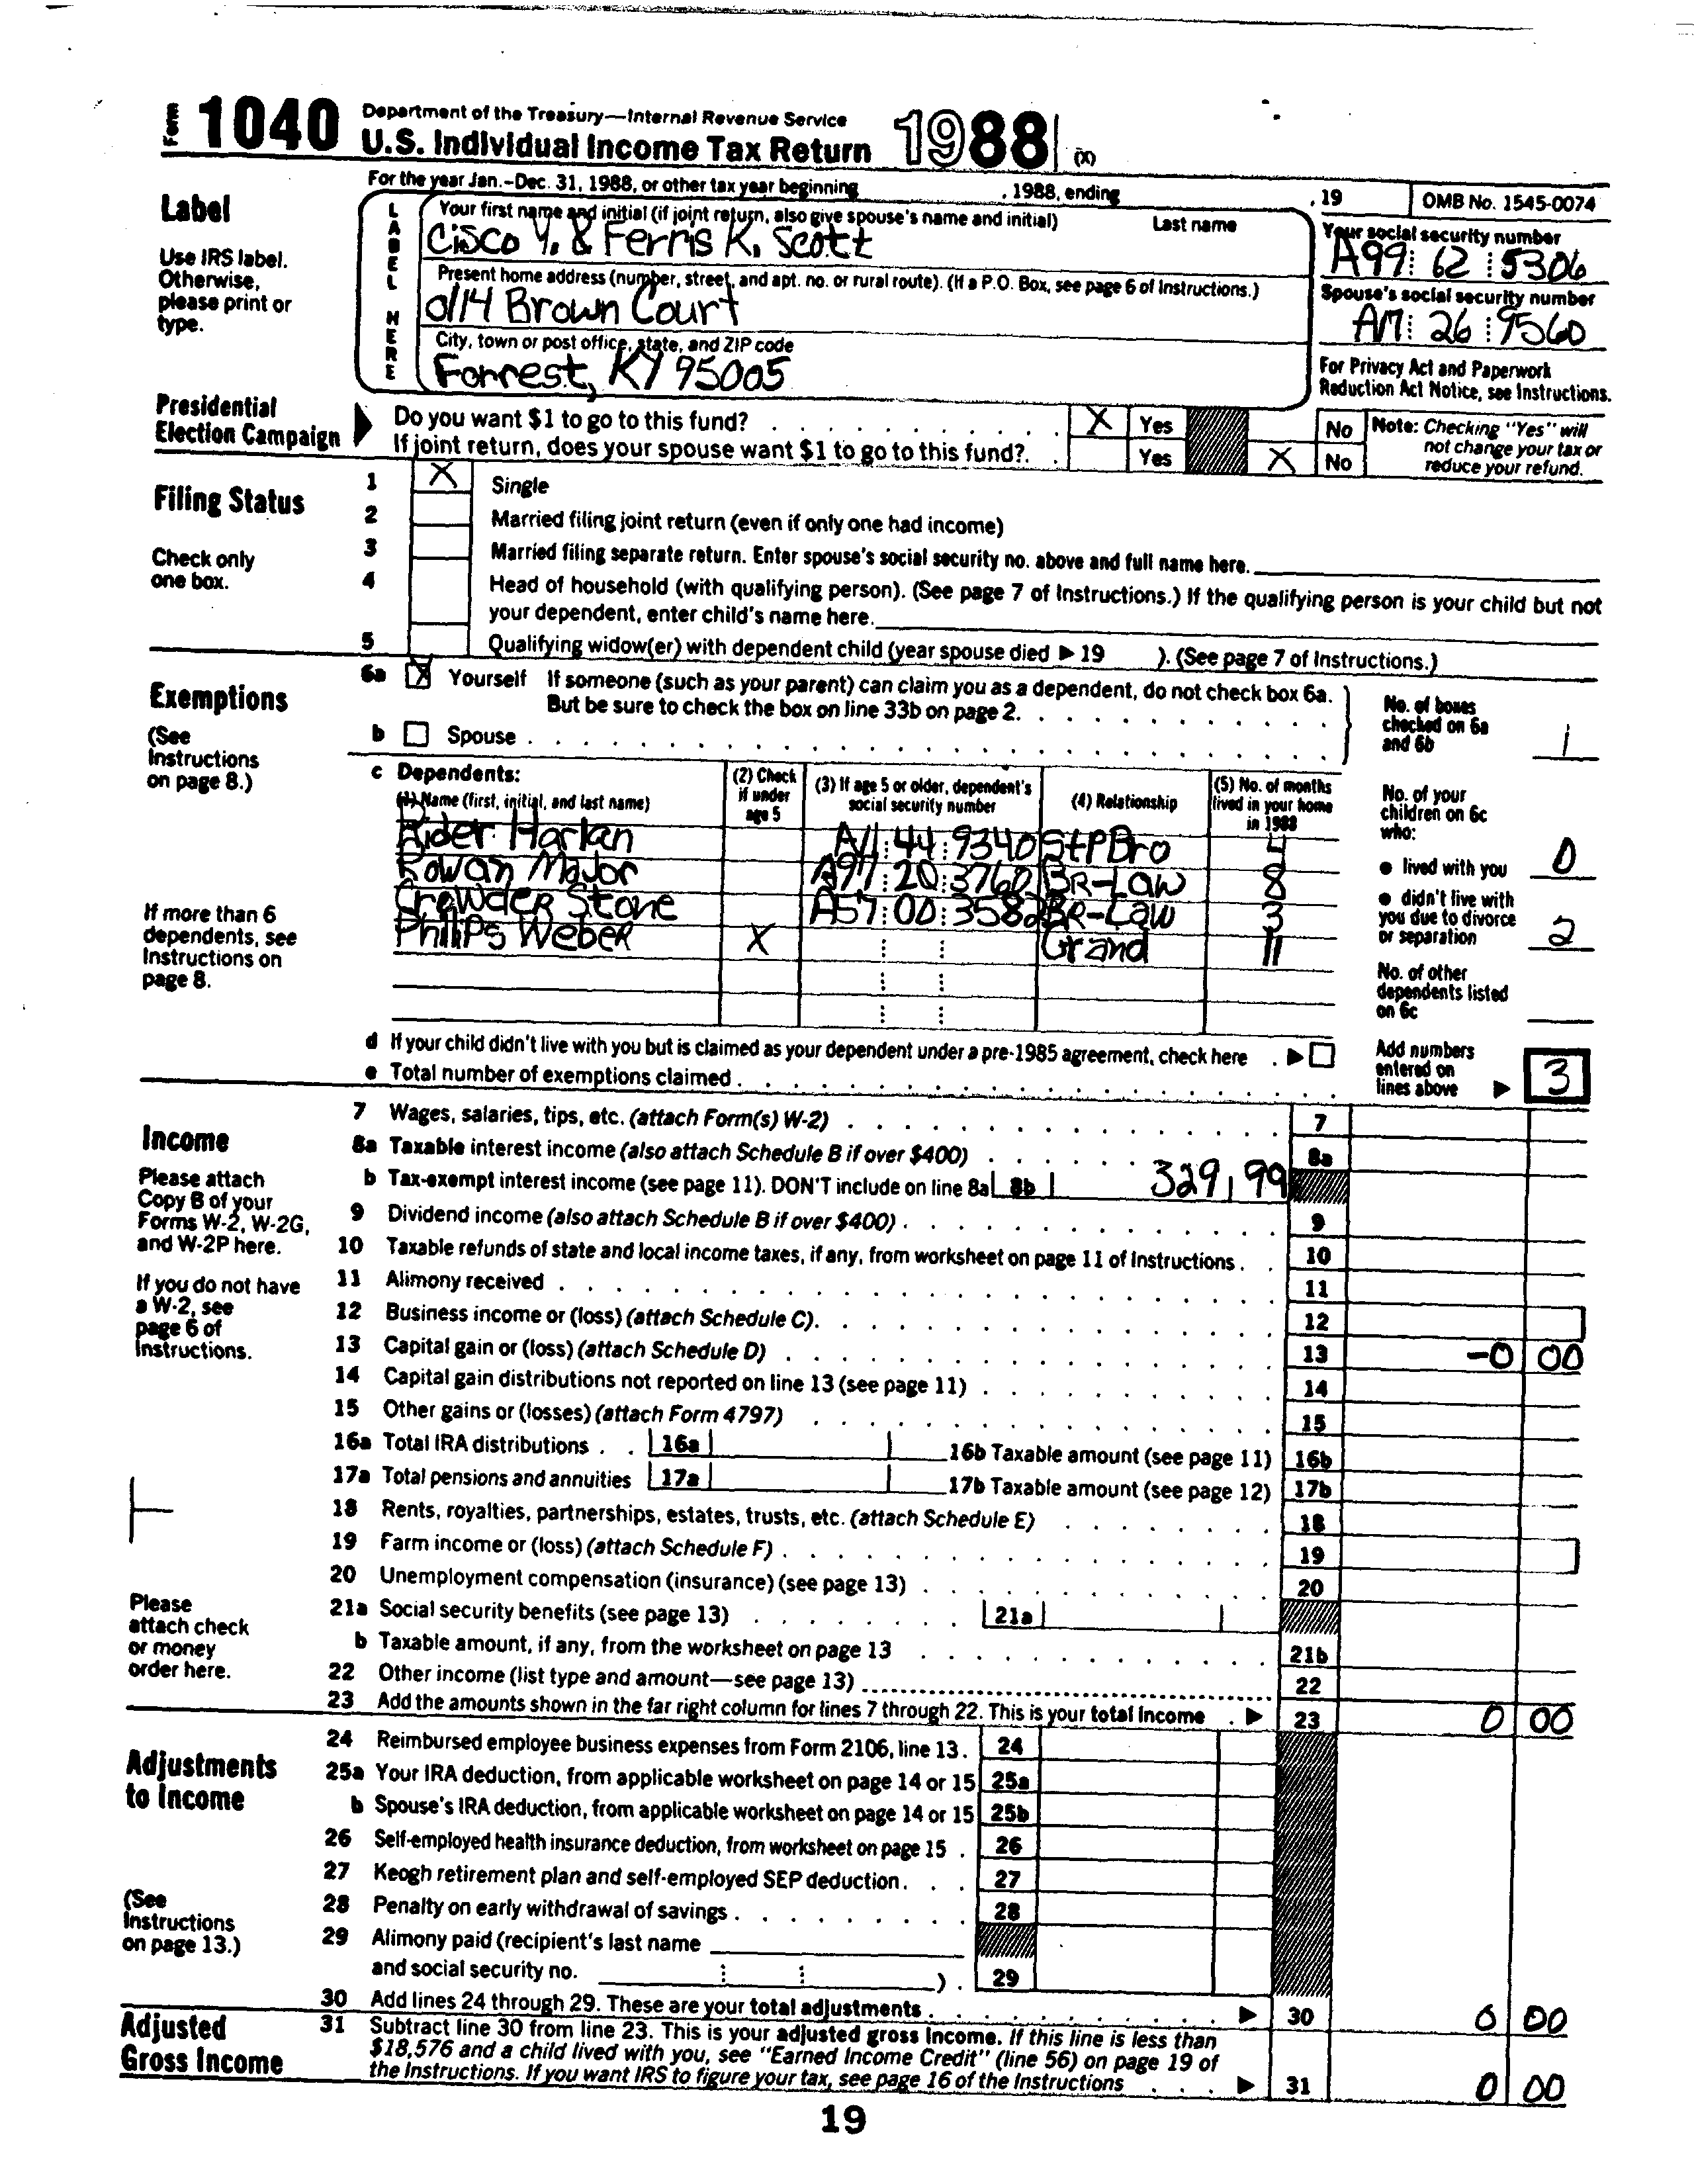 Form 1040 Department of the Treasury—Internal Revenue Service
U.S. Individual Income Tax Return 1988 (X)
For the year Jan.-Dec. 31, 1988, or other tax year beginning , 1988, ending , 19 OMB No. 1545-0074
Label
Use IRS label. Otherwise, please print or type.
LABEL HERE
Your first name and initial (if joint return, also give spouse's name and initial) Last name
Cisco Y. & Ferris K. Scott
Your social security number
A99 62 5306
Present home address (number, street, and apt. no. or rural route). (If a P.O. Box, see page 6 of Instructions.)
0114 Brown Court
Spouse's social security number
26 9560
City, town or post office, state, and ZIP code
Forrest, KY 95005
For Privacy Act and Paperwork Reduction Act Notice, see Instructions.
Presidential Election Campaign
Do you want $1 to go to this fund? X Yes No
If joint return, does your spouse want $1 to go to this fund? Yes X No
Note: Checking "Yes" will not change your tax or reduce your refund.
Filing Status
Check only one box.
1 X Single
2 Married filing joint return (even if only one had income)
3 Married filing separate return. Enter spouse's social security no. above and full name here.
4 Head of household (with qualifying person). (See page 7 of Instructions.) If the qualifying person is your child but not
your dependent, enter child's name here.
5 Qualifying widow(er) with dependent child (year spouse died ▶ 19 ). (See page 7 of Instructions.)
Exemptions
(See Instructions on page 8.)
6a X Yourself If someone (such as your parent) can claim you as a dependent, do not check box 6a.
But be sure to check the box on line 33b on page 2.
b Spouse
No. of boxes checked on 6a and 6b 1
c Dependents:
(1) Name (first, initial, and last name) (2) Check if under age 5 (3) If age 5 or older, dependent's social security number (4) Relationship (5) No. of months lived in your home in 1988
Rider Harlan 44 9340 StPBro 4
Rowan Major 20 3760 BR-Law 8
Crowder Stone A57 00 3582 BR-Law 3
Philips Weber X Grand 11
If more than 6 dependents, see Instructions on page 8.
No. of your children on 6c who:
● lived with you 0
● didn't live with you due to divorce or separation 2
No. of other dependents listed on 6c
d If your child didn't live with you but is claimed as your dependent under a pre-1985 agreement, check here ▶
e Total number of exemptions claimed
Add numbers entered on lines above ▶ 3
Income
Please attach Copy B of your Forms W-2, W-2G, and W-2P here.
If you do not have a W-2, see page 6 of Instructions.
Please attach check or money order here.
7 Wages, salaries, tips, etc. (attach Form(s) W-2) 7
8a Taxable interest income (also attach Schedule B if over $400) 8a
b Tax-exempt interest income (see page 11). DON'T include on line 8a 8b 329 99
9 Dividend income (also attach Schedule B if over $400) 9
10 Taxable refunds of state and local income taxes, if any, from worksheet on page 11 of Instructions 10
11 Alimony received 11
12 Business income or (loss) (attach Schedule C) 12
13 Capital gain or (loss) (attach Schedule D) 13 -0 00
14 Capital gain distributions not reported on line 13 (see page 11) 14
15 Other gains or (losses) (attach Form 4797) 15
16a Total IRA distributions 16a 16b Taxable amount (see page 11) 16b
17a Total pensions and annuities 17a 17b Taxable amount (see page 12) 17b
18 Rents, royalties, partnerships, estates, trusts, etc. (attach Schedule E) 18
19 Farm income or (loss) (attach Schedule F) 19
20 Unemployment compensation (insurance) (see page 13) 20
21a Social security benefits (see page 13) 21a
b Taxable amount, if any, from the worksheet on page 13 21b
22 Other income (list type and amount—see page 13) 22
23 Add the amounts shown in the far right column for lines 7 through 22. This is your total income ▶ 23 0 00
Adjustments to Income
(See Instructions on page 13.)
24 Reimbursed employee business expenses from Form 2106, line 13. 24
25a Your IRA deduction, from applicable worksheet on page 14 or 15 25a
b Spouse's IRA deduction, from applicable worksheet on page 14 or 15 25b
26 Self-employed health insurance deduction, from worksheet on page 15 26
27 Keogh retirement plan and self-employed SEP deduction 27
28 Penalty on early withdrawal of savings 28
29 Alimony paid (recipient's last name
and social security no. ) 29
30 Add lines 24 through 29. These are your total adjustments ▶ 30 0 00
Adjusted Gross Income
31 Subtract line 30 from line 23. This is your adjusted gross income. If this line is less than
$18,576 and a child lived with you, see "Earned Income Credit" (line 56) on page 19 of
the Instructions. If you want IRS to figure your tax, see page 16 of the Instructions ▶ 31 0 00
19